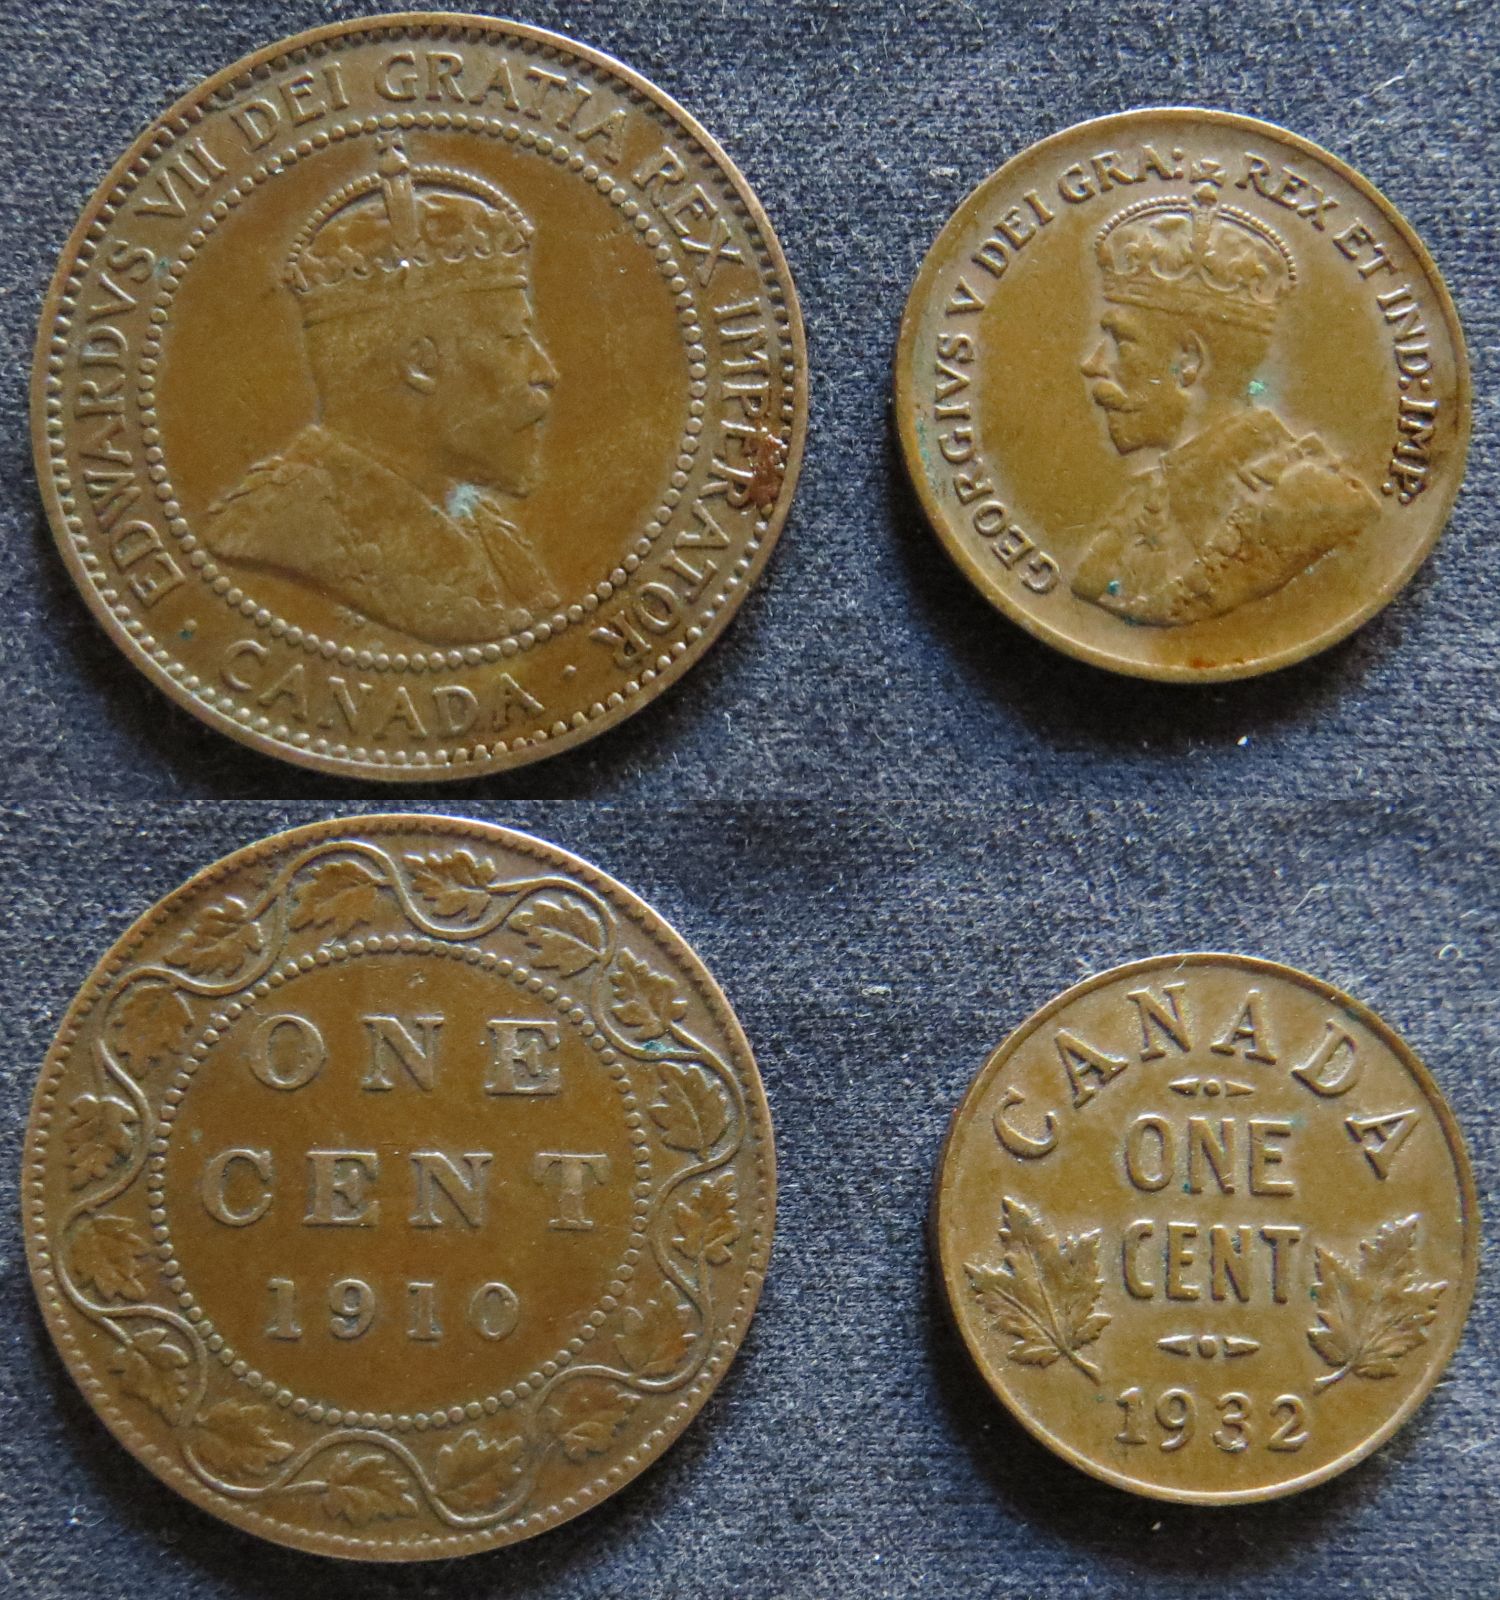 EDWARDVS VII DEI GRATIA REX IMPERATOR
· CANADA ·
GEORGIVS V DEI GRA: REX ET IND: IMP:
ONE
CENT
1910
CANADA
ONE
CENT
1932